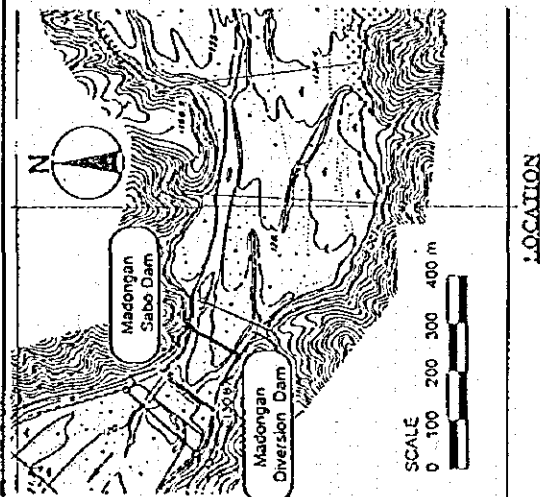 N
Madongan
Sabo Dam
Madongan
Diversion Dam
SCALE
0 100 200 300 400 m
LOCATION